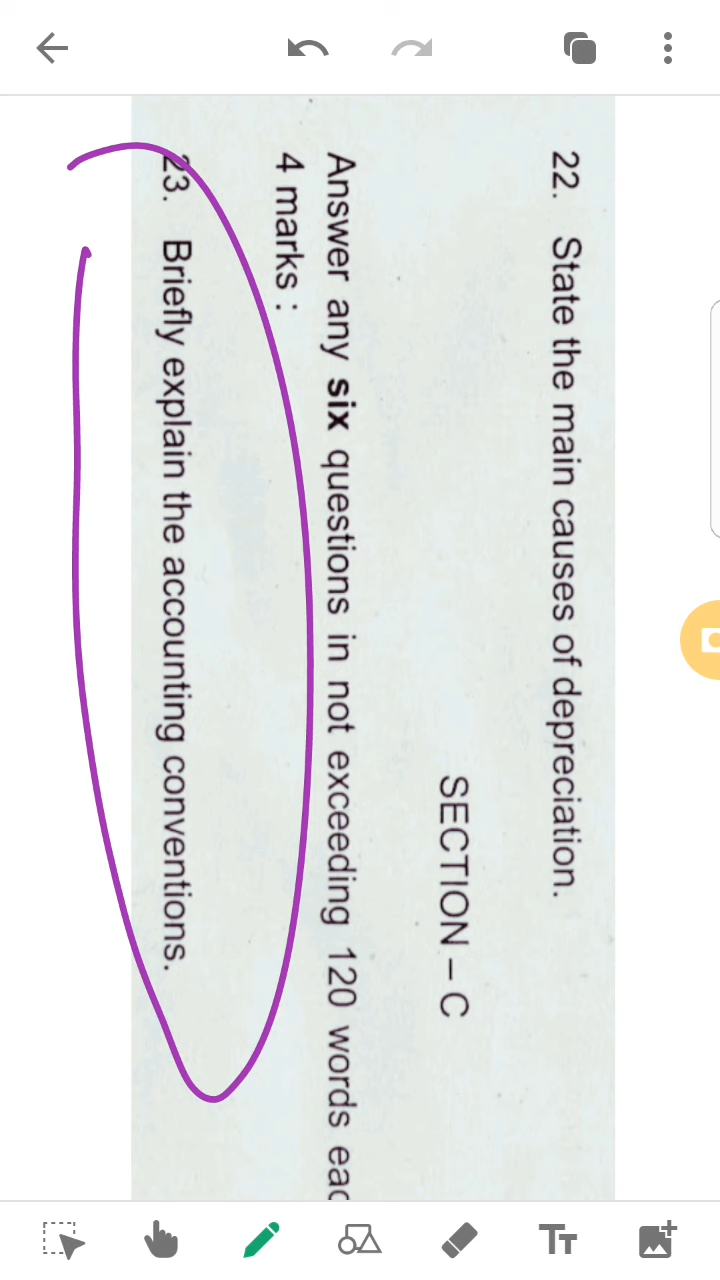 22. State the main causes of depreciation.
SECTION – C
Answer any six questions in not exceeding 120 words eac
4 marks :
23. Briefly explain the accounting conventions.
Tт